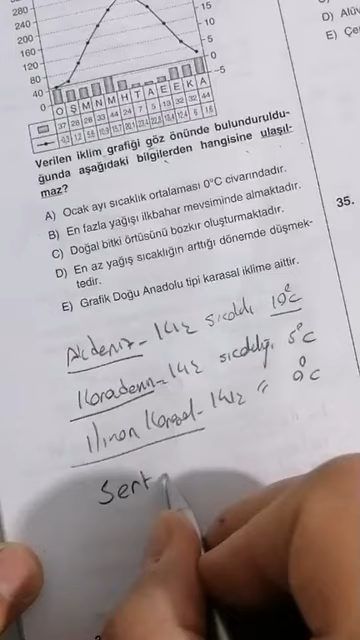 280
240
200
160
120
80
40
0
15
10
5
0
-5
O Ş M N M H T A E E K A
37 28 28 33 44 24 7 5 13 32 32 44
Verilen iklim grafiği göz önünde bulunduruldu-
ğunda aşağıdaki bilgilerden hangisine ulaşıl-
maz?
A) Ocak ayı sıcaklık ortalaması 0°C civarındadır.
B) En fazla yağışı ilkbahar mevsiminde almaktadır.
C) Doğal bitki örtüsünü bozkır oluşturmaktadır.
D) En az yağış sıcaklığın arttığı dönemde düşmek-
tedir.
E) Grafik Doğu Anadolu tipi karasal iklime aittir.
D) Alüv
E) Çe
35.
Akdeniz - Kış sıcaklığı 10°C
Karadeniz - Kış sıcaklığı 5°C
Ilıman Karasal - Kış " 0°C
Sert